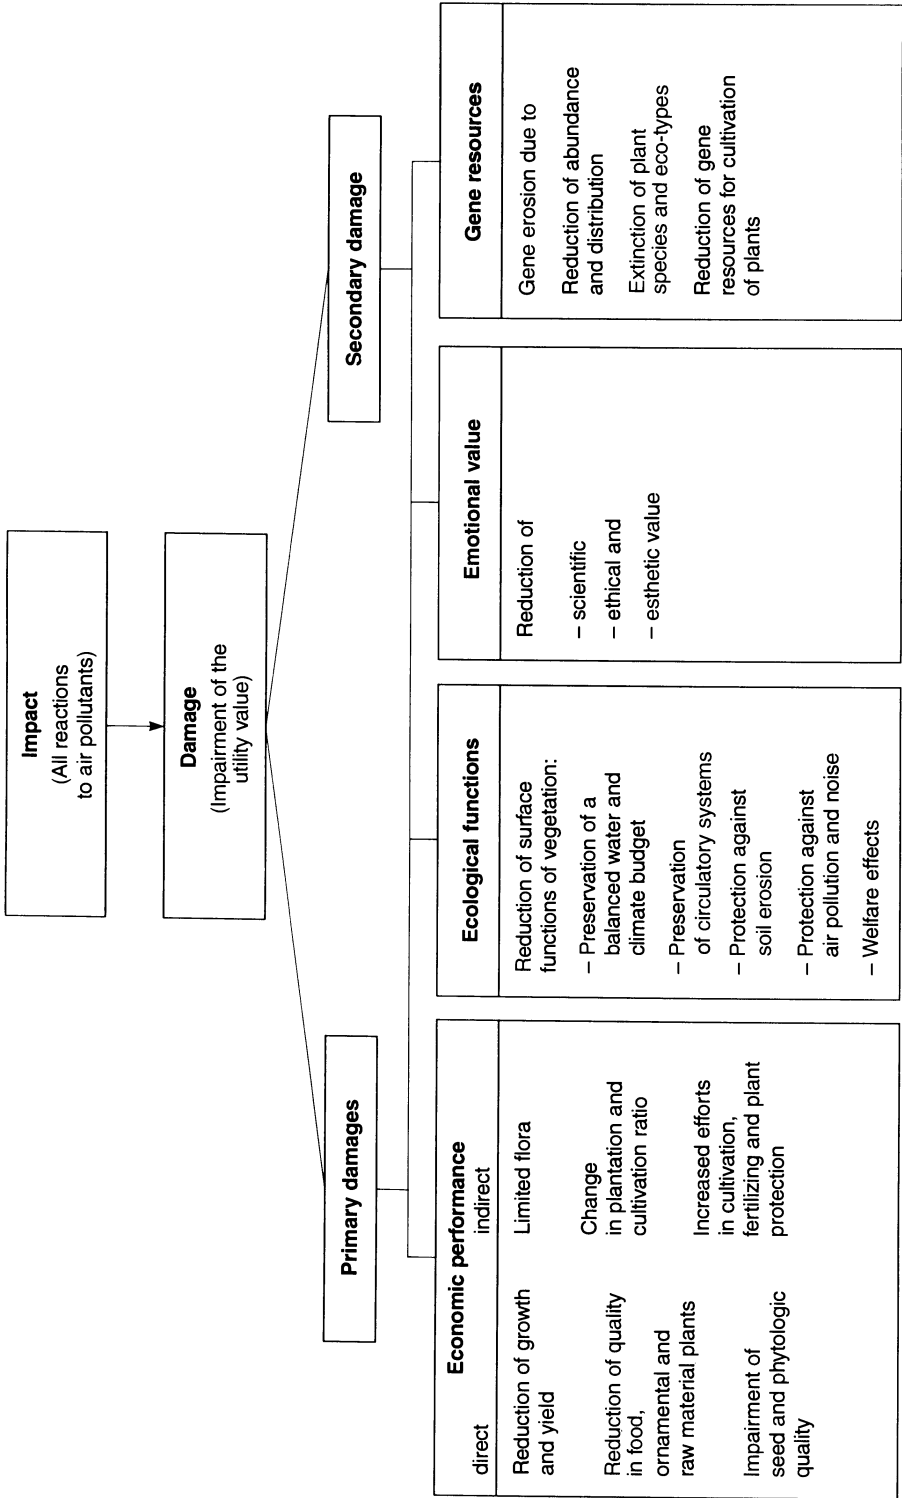 Impact
(All reactions
to air pollutants)
Damage
(Impairment of the
utility value)
Primary damages
Secondary damage
Economic performance
direct
indirect
Reduction of growth
and yield
Reduction of quality
in food,
ornamental and
raw material plants
Impairment of
seed and phytologic
quality
Limited flora
Change
in plantation and
cultivation ratio
Increased efforts
in cultivation,
fertilizing and plant
protection
Ecological functions
Reduction of surface
functions of vegetation:
– Preservation of a
balanced water and
climate budget
– Preservation
of circulatory systems
– Protection against
soil erosion
– Protection against
air pollution and noise
– Welfare effects
Emotional value
Reduction of
– scientific
– ethical and
– esthetic value
Gene resources
Gene erosion due to
Reduction of abundance
and distribution
Extinction of plant
species and eco-types
Reduction of gene
resources for cultivation
of plants